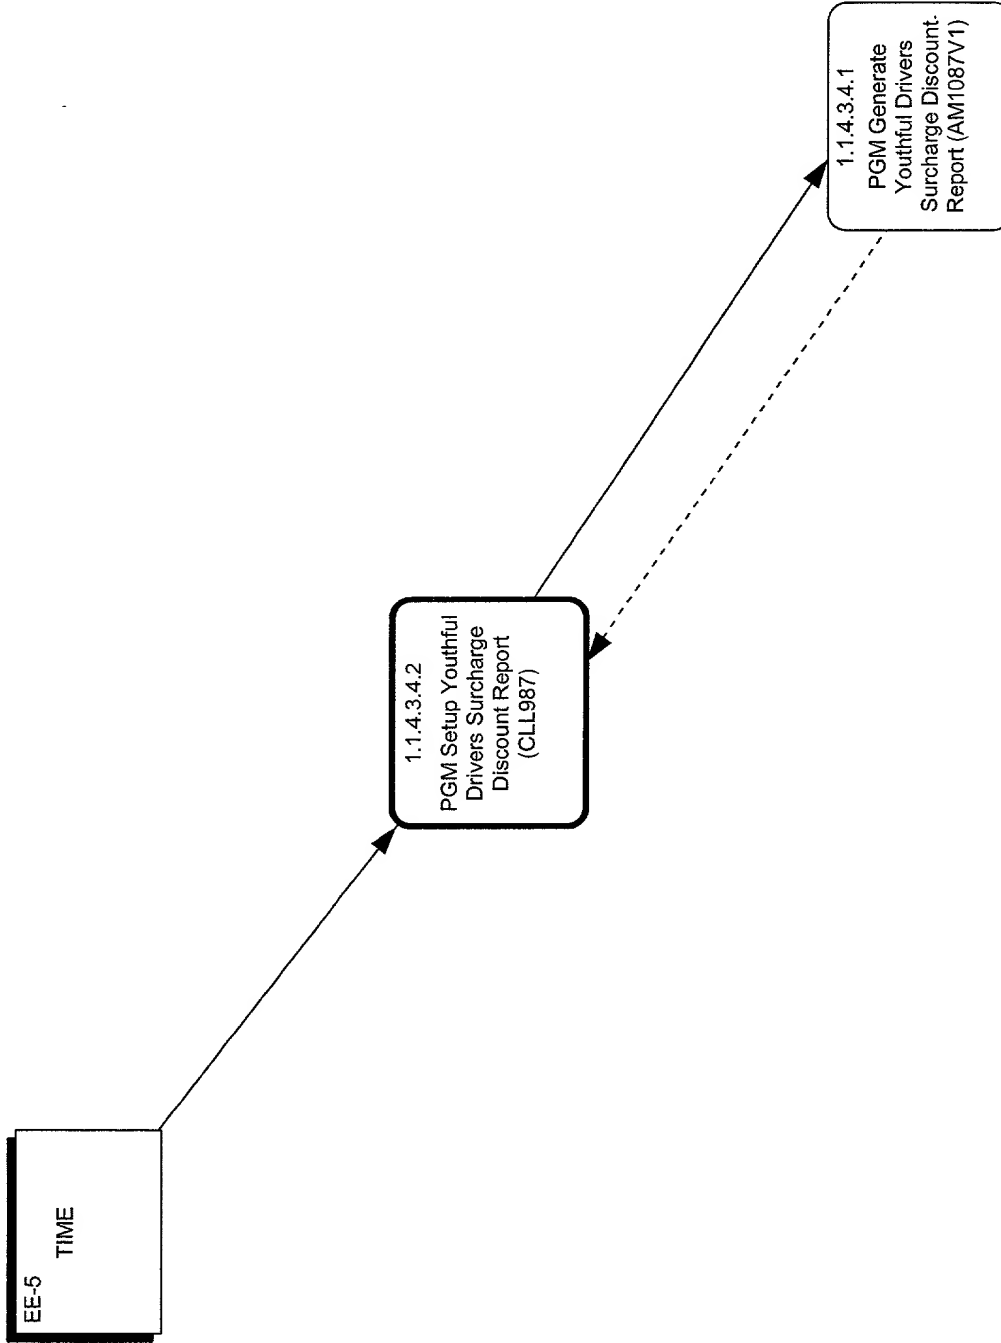 EE-5
TIME
1.1.4.3.4.2
PGM Setup Youthful
Drivers Surcharge
Discount Report
(CLL987)
1.1.4.3.4.1
PGM Generate
Youthful Drivers
Surcharge Discount.
Report (AM1087V1)